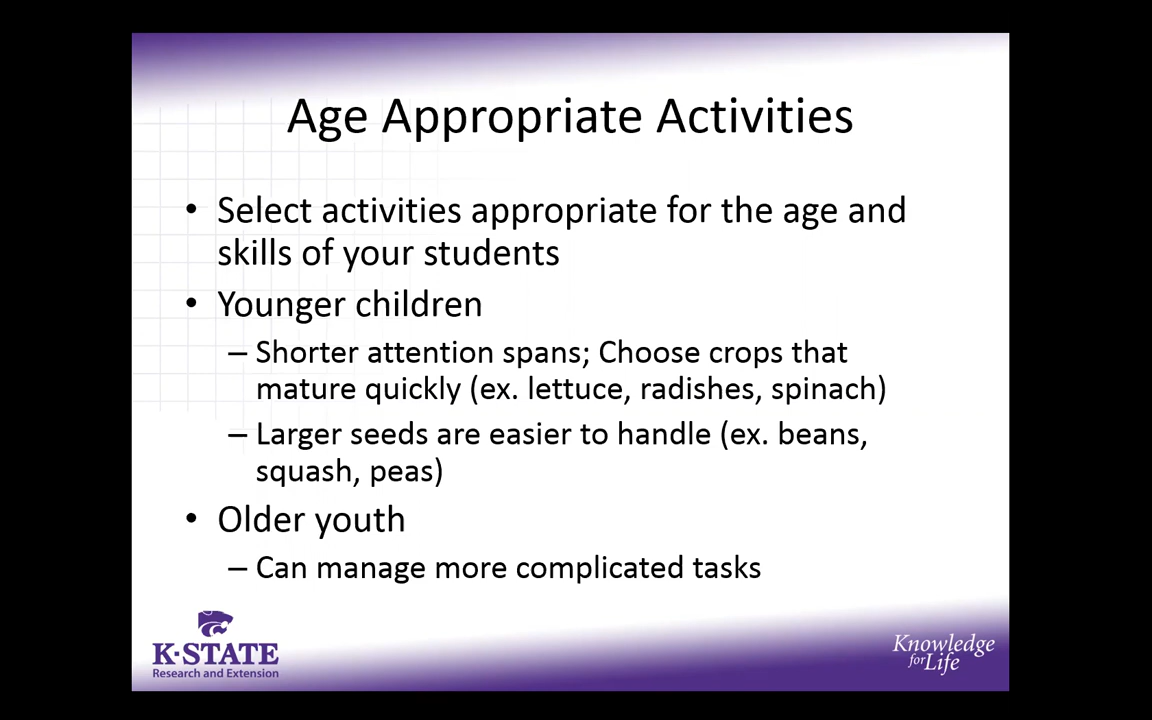 Age Appropriate Activities
• Select activities appropriate for the age and
skills of your students
• Younger children
– Shorter attention spans; Choose crops that
mature quickly (ex. lettuce, radishes, spinach)
– Larger seeds are easier to handle (ex. beans,
squash, peas)
• Older youth
– Can manage more complicated tasks
K-STATE
Research and Extension
Knowledge
for Life